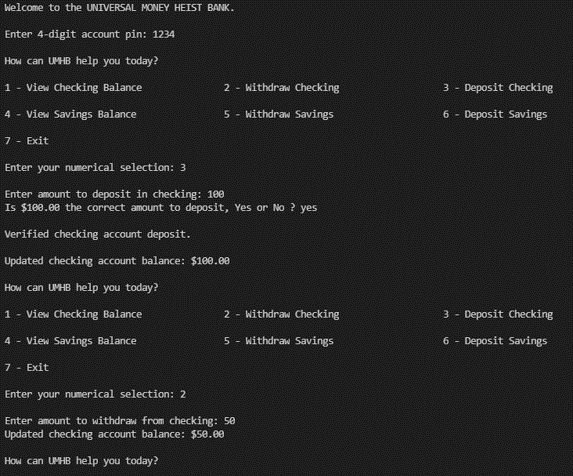 Welcome to the UNIVERSAL MONEY HEIST BANK.
Enter 4-digit account pin: 1234
How can UMHB help you today?
1 - View Checking Balance 2 - Withdraw Checking 3 - Deposit Checking
4 - View Savings Balance 5 - Withdraw Savings 6 - Deposit Savings
7 - Exit
Enter your numerical selection: 3
Enter amount to deposit in checking: 100
Is $100.00 the correct amount to deposit, Yes or No ? yes
Verified checking account deposit.
Updated checking account balance: $100.00
How can UMHB help you today?
1 - View Checking Balance 2 - Withdraw Checking 3 - Deposit Checking
4 - View Savings Balance 5 - Withdraw Savings 6 - Deposit Savings
7 - Exit
Enter your numerical selection: 2
Enter amount to withdraw from checking: 50
Updated checking account balance: $50.00
How can UMHB help you today?